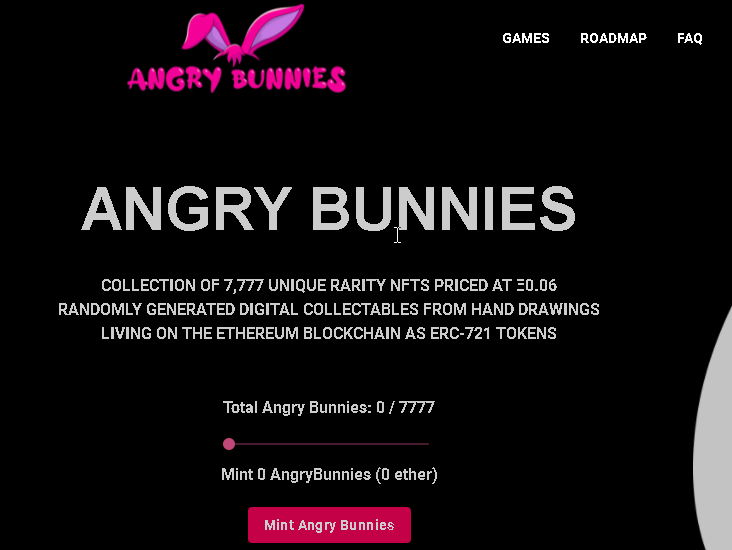 ANGRY BUNNIES
GAMES ROADMAP FAQ
ANGRY BUNNIES
COLLECTION OF 7,777 UNIQUE RARITY NFTS PRICED AT Ξ0.06
RANDOMLY GENERATED DIGITAL COLLECTABLES FROM HAND DRAWINGS
LIVING ON THE ETHEREUM BLOCKCHAIN AS ERC-721 TOKENS
Total Angry Bunnies: 0 / 7777
Mint 0 AngryBunnies (0 ether)
Mint Angry Bunnies